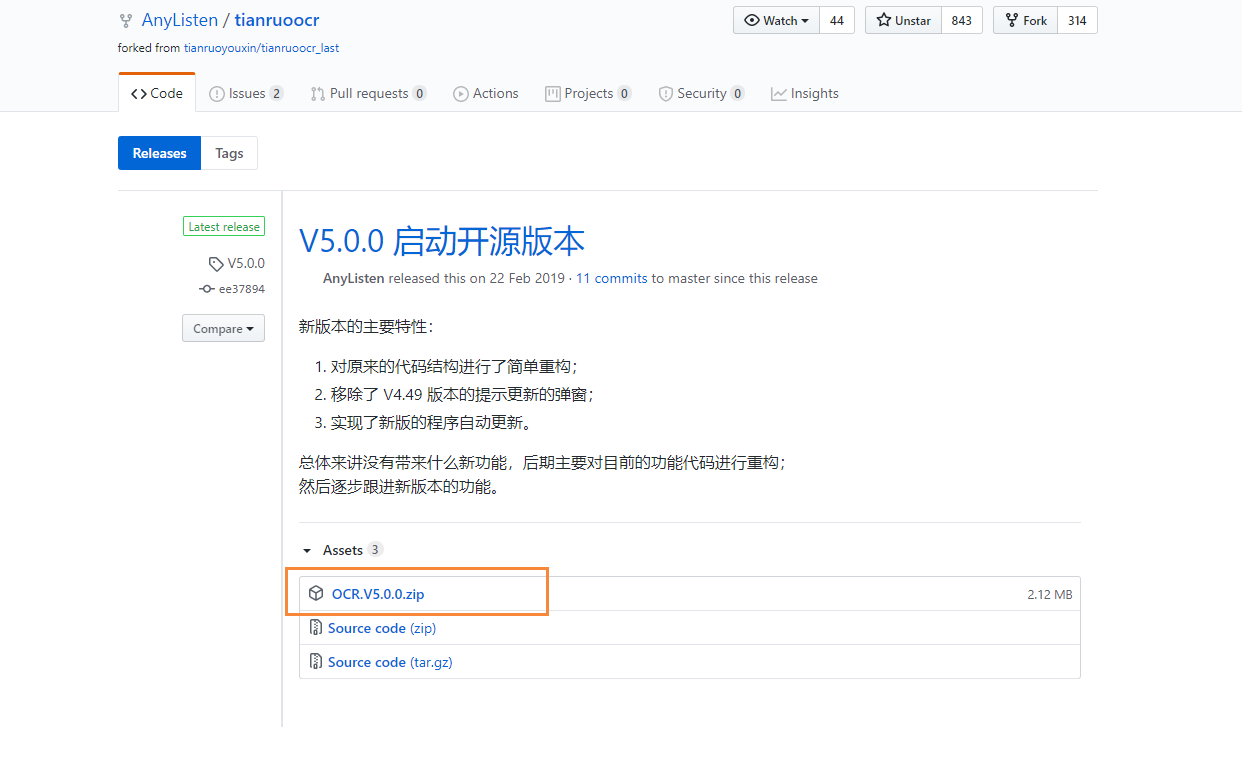 AnyListen / tianruoocr
Watch 44 Unstar 843 Fork 314
forked from tianruoyouxin/tianruoocr_last
Code Issues 2 Pull requests 0 Actions Projects 0 Security 0 Insights
Releases Tags
Latest release
V5.0.0
ee37894
Compare
V5.0.0 启动开源版本
AnyListen released this on 22 Feb 2019 · 11 commits to master since this release
新版本的主要特性：
1. 对原来的代码结构进行了简单重构；
2. 移除了 V4.49 版本的提示更新的弹窗；
3. 实现了新版的程序自动更新。
总体来讲没有带来什么新功能，后期主要对目前的功能代码进行重构；
然后逐步跟进新版本的功能。
Assets 3
OCR.V5.0.0.zip 2.12 MB
Source code (zip)
Source code (tar.gz)